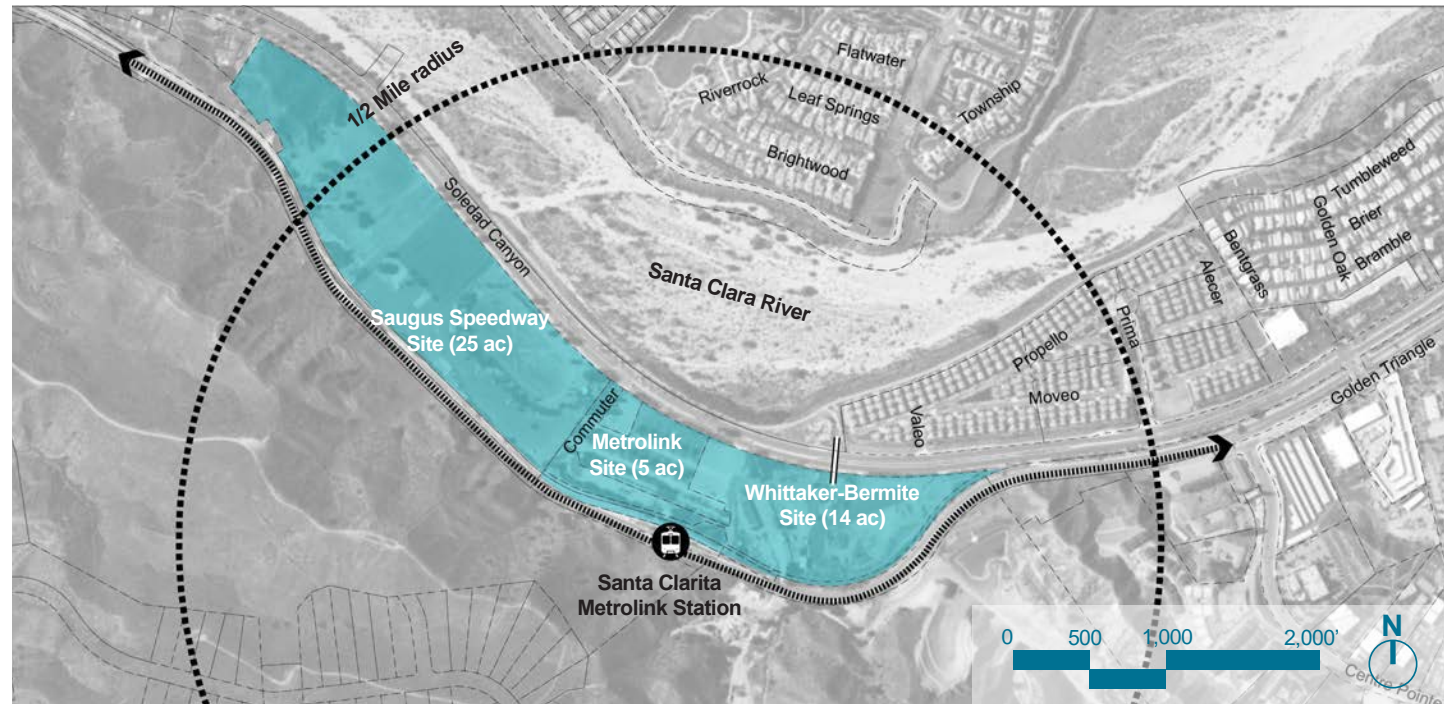 1/2 Mile radius
Flatwater
Riverrock
Leaf Springs
Township
Brightwood
Soledad Canyon
Santa Clara River
Tumbleweed
Golden Oak
Brier
Bramble
Bentgrass
Alecer
Prima
Propello
Moveo
Valeo
Golden Triangle
Saugus Speedway
Site (25 ac)
Commuter
Metrolink
Site (5 ac)
Whittaker-Bermite
Site (14 ac)
Santa Clarita
Metrolink Station
0 500 1,000 2,000'
N
Centre Pointe